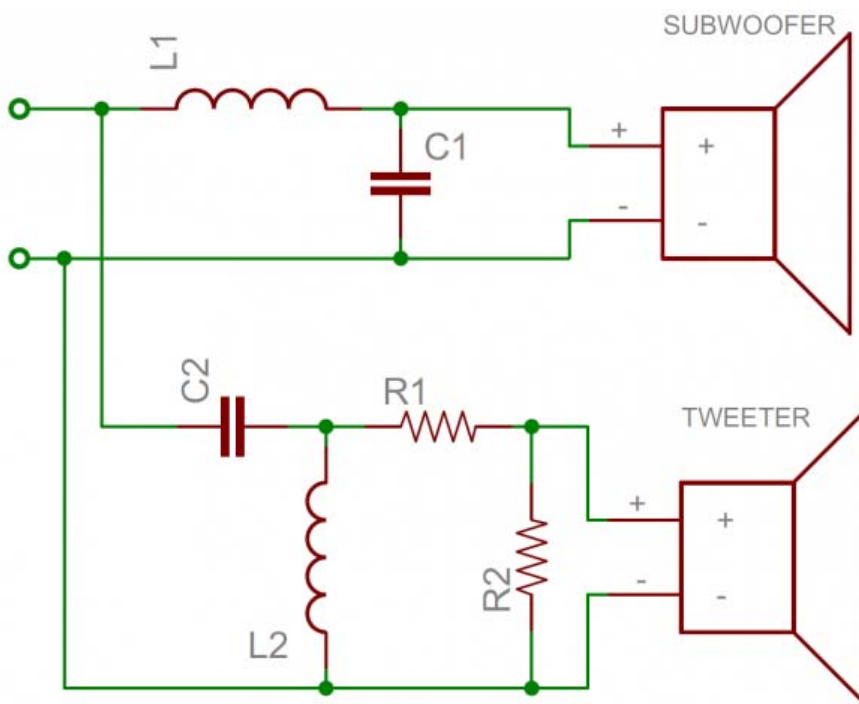 SUBWOOFER
L1
C1
+
+
-
-
C2
R1
TWEETER
+
+
R2
-
-
L2